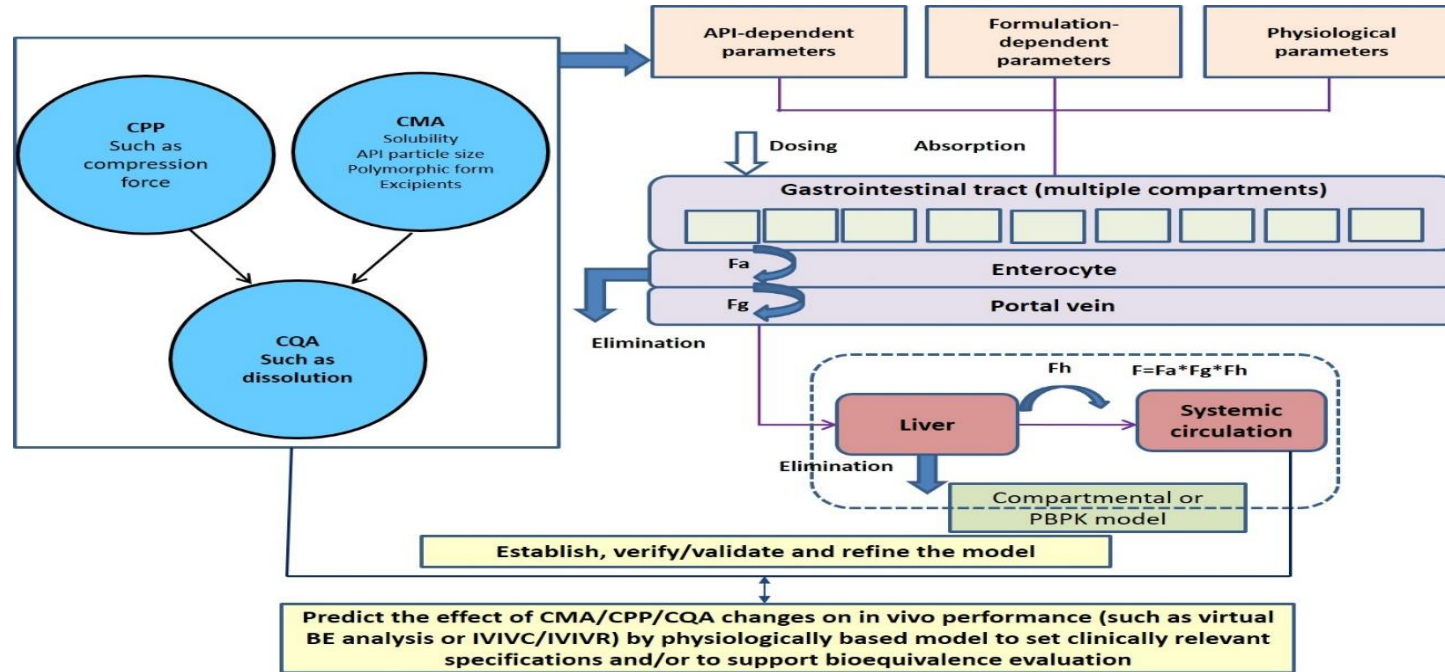 CPP
Such as
compression
force
CMA
Solubility
API particle size
Polymorphic form
Excipients
CQA
Such as
dissolution
API-dependent
parameters
Formulation-
dependent
parameters
Physiological
parameters
Dosing
Absorption
Gastrointestinal tract (multiple compartments)
Fa
Enterocyte
Fg
Portal vein
Elimination
Fh
F=Fa*Fg*Fh
Liver
Systemic
circulation
Elimination
Compartmental or
PBPK model
Establish, verify/validate and refine the model
Predict the effect of CMA/CPP/CQA changes on in vivo performance (such as virtual
BE analysis or IVIVC/IVIVR) by physiologically based model to set clinically relevant
specifications and/or to support bioequivalence evaluation